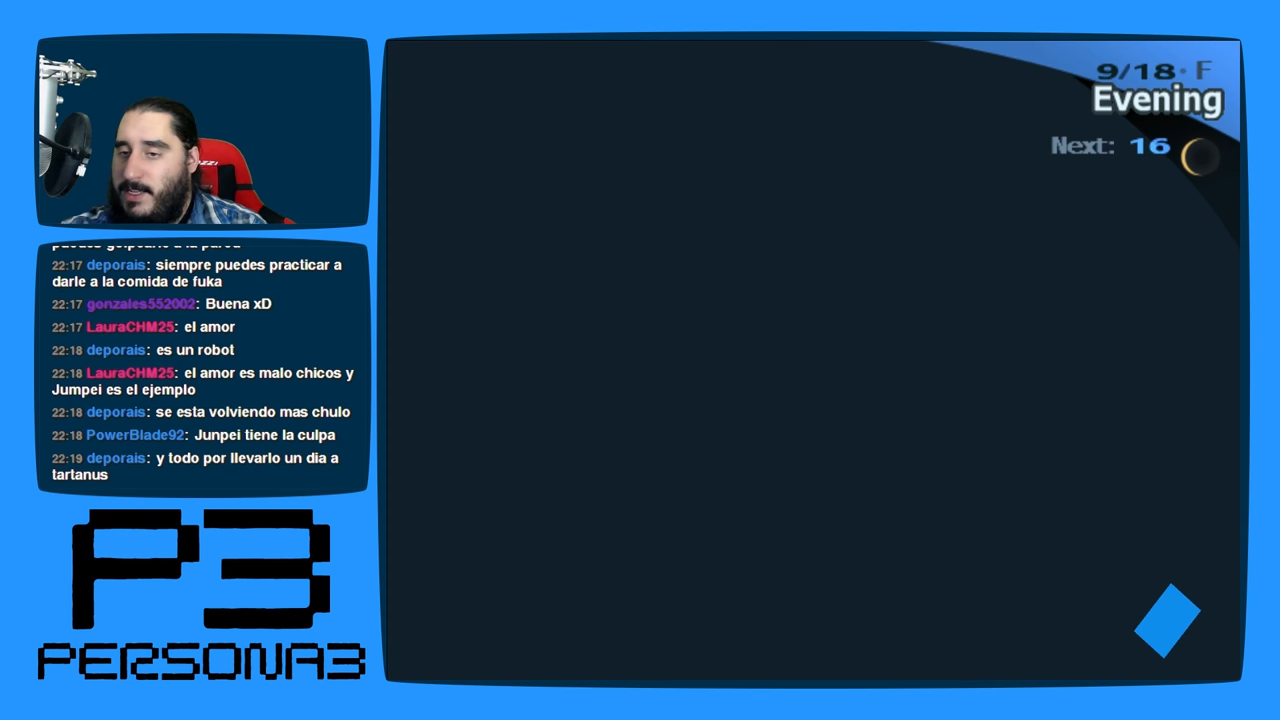 9/18· F
Evening
Next: 16
22:17 deporais: siempre puedes practicar a
darle a la comida de fuka
22:17 gonzales552002: Buena xD
22:17 LauraCHM25: el amor
22:18 deporais: es un robot
22:18 LauraCHM25: el amor es malo chicos y
Jumpei es el ejemplo
22:18 deporais: se esta volviendo mas chulo
22:18 PowerBlade92: Junpei tiene la culpa
22:19 deporais: y todo por llevarlo un dia a
tartanus
P3
PERSONA3